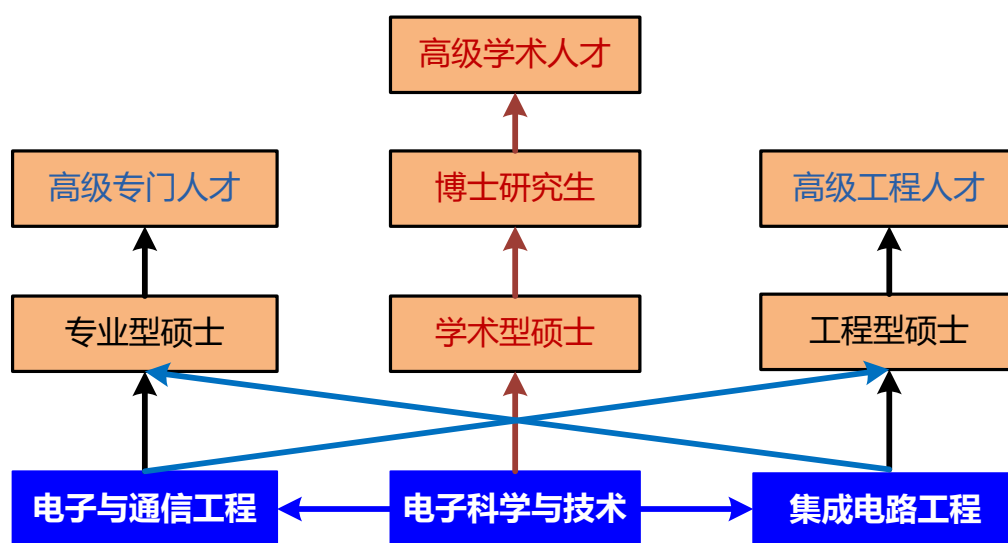 高级学术人才
高级专门人才
博士研究生
高级工程人才
专业型硕士
学术型硕士
工程型硕士
电子与通信工程
电子科学与技术
集成电路工程